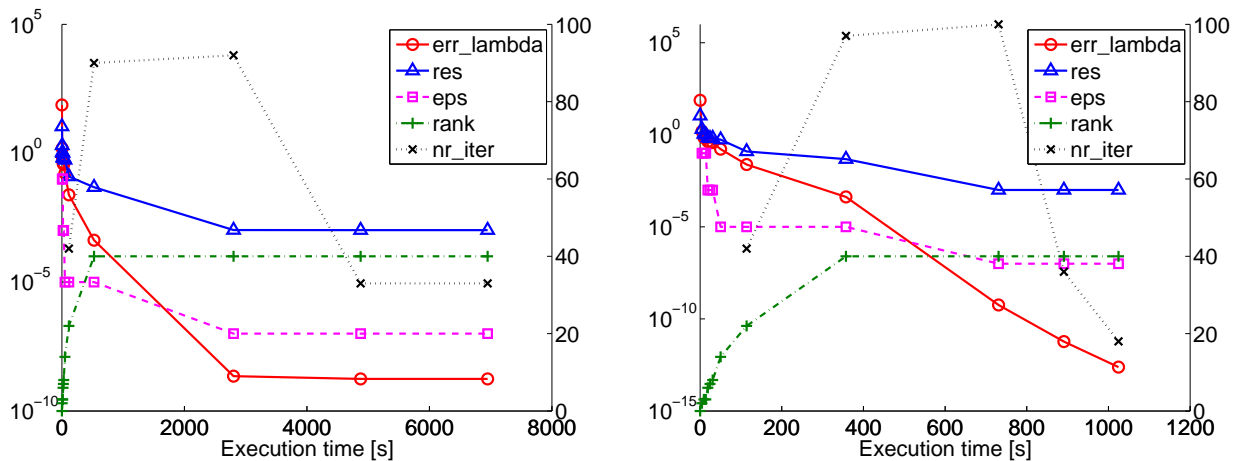 10^5
10^0
10^−5
10^−10
100
80
60
40
20
0
0
2000
4000
6000
8000
Execution time [s]
err_lambda
res
eps
rank
nr_iter
10^5
10^0
10^−5
10^−10
10^−15
100
80
60
40
20
0
0
200
400
600
800
1000
1200
Execution time [s]
err_lambda
res
eps
rank
nr_iter